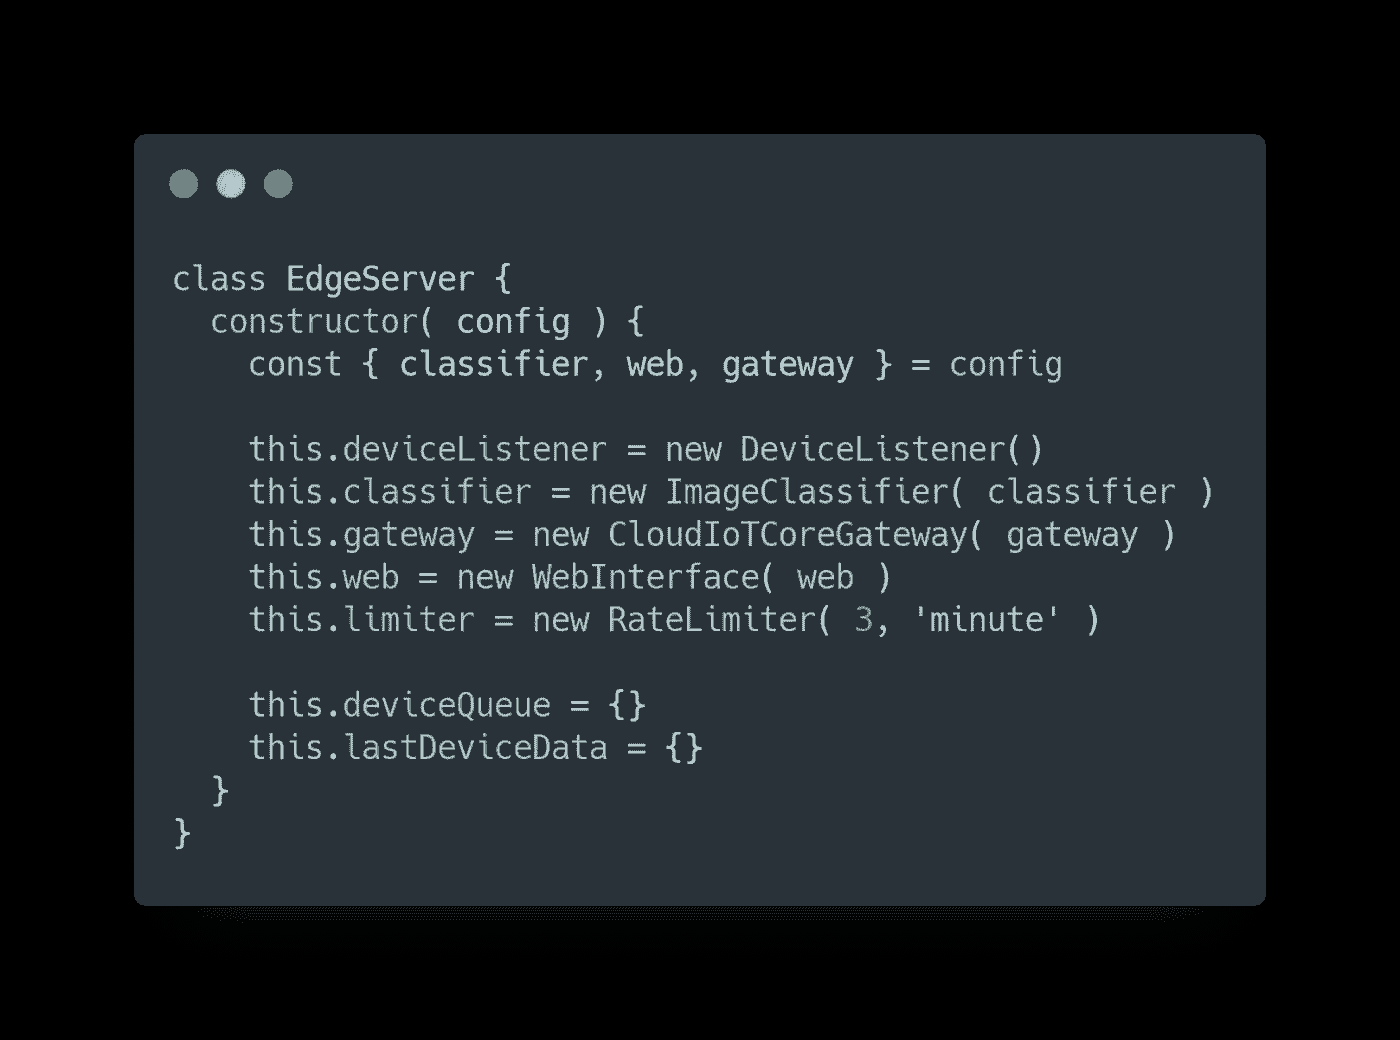 class EdgeServer {
  constructor( config ) {
    const { classifier, web, gateway } = config

    this.deviceListener = new DeviceListener()
    this.classifier = new ImageClassifier( classifier )
    this.gateway = new CloudIoTCoreGateway( gateway )
    this.web = new WebInterface( web )
    this.limiter = new RateLimiter( 3, 'minute' )

    this.deviceQueue = {}
    this.lastDeviceData = {}
  }
}